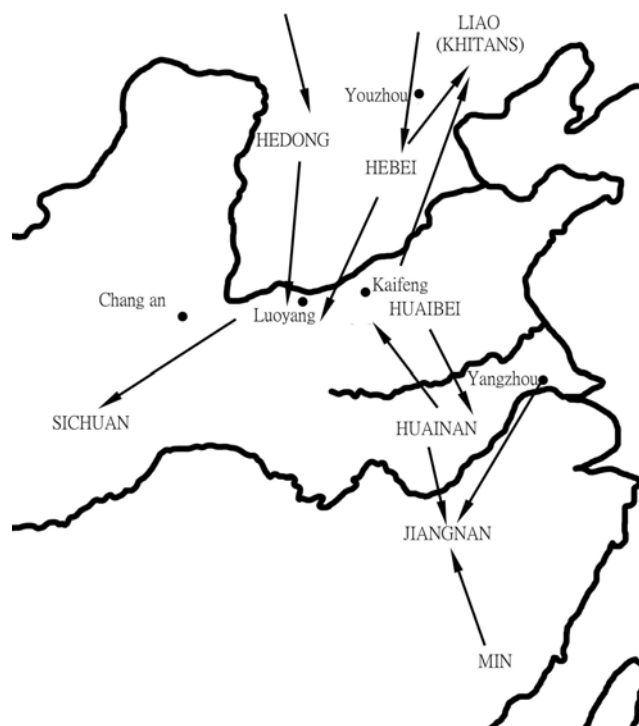 LIAO
(KHITANS)
Youzhou
HEDONG
HEBEI
Kaifeng
Chang an
Luoyang
HUAIBEI
Yangzhou
SICHUAN
HUAINAN
JIANGNAN
MIN